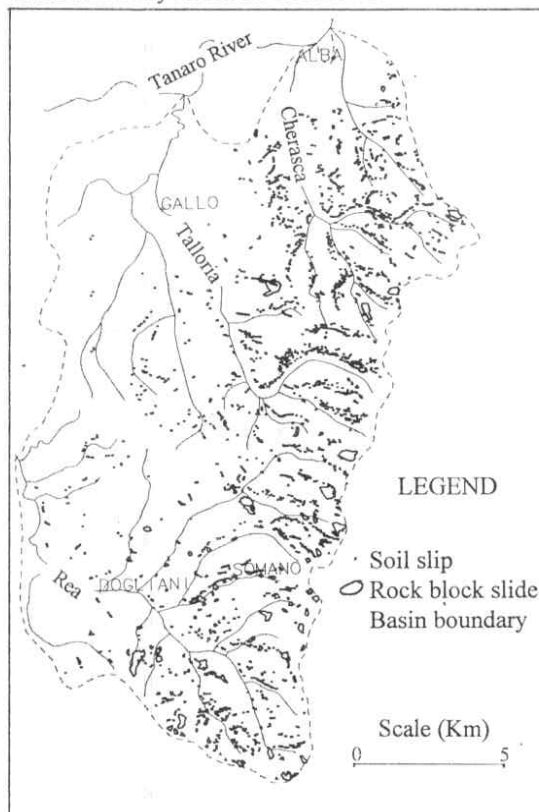 Tanaro River
ALBA
Cherasca
GALLO
Talloria
LEGEND
Soil slip
Rock block slide
Basin boundary
Rea
DOGLIANI
SOMANO
Scale (Km)
0 5